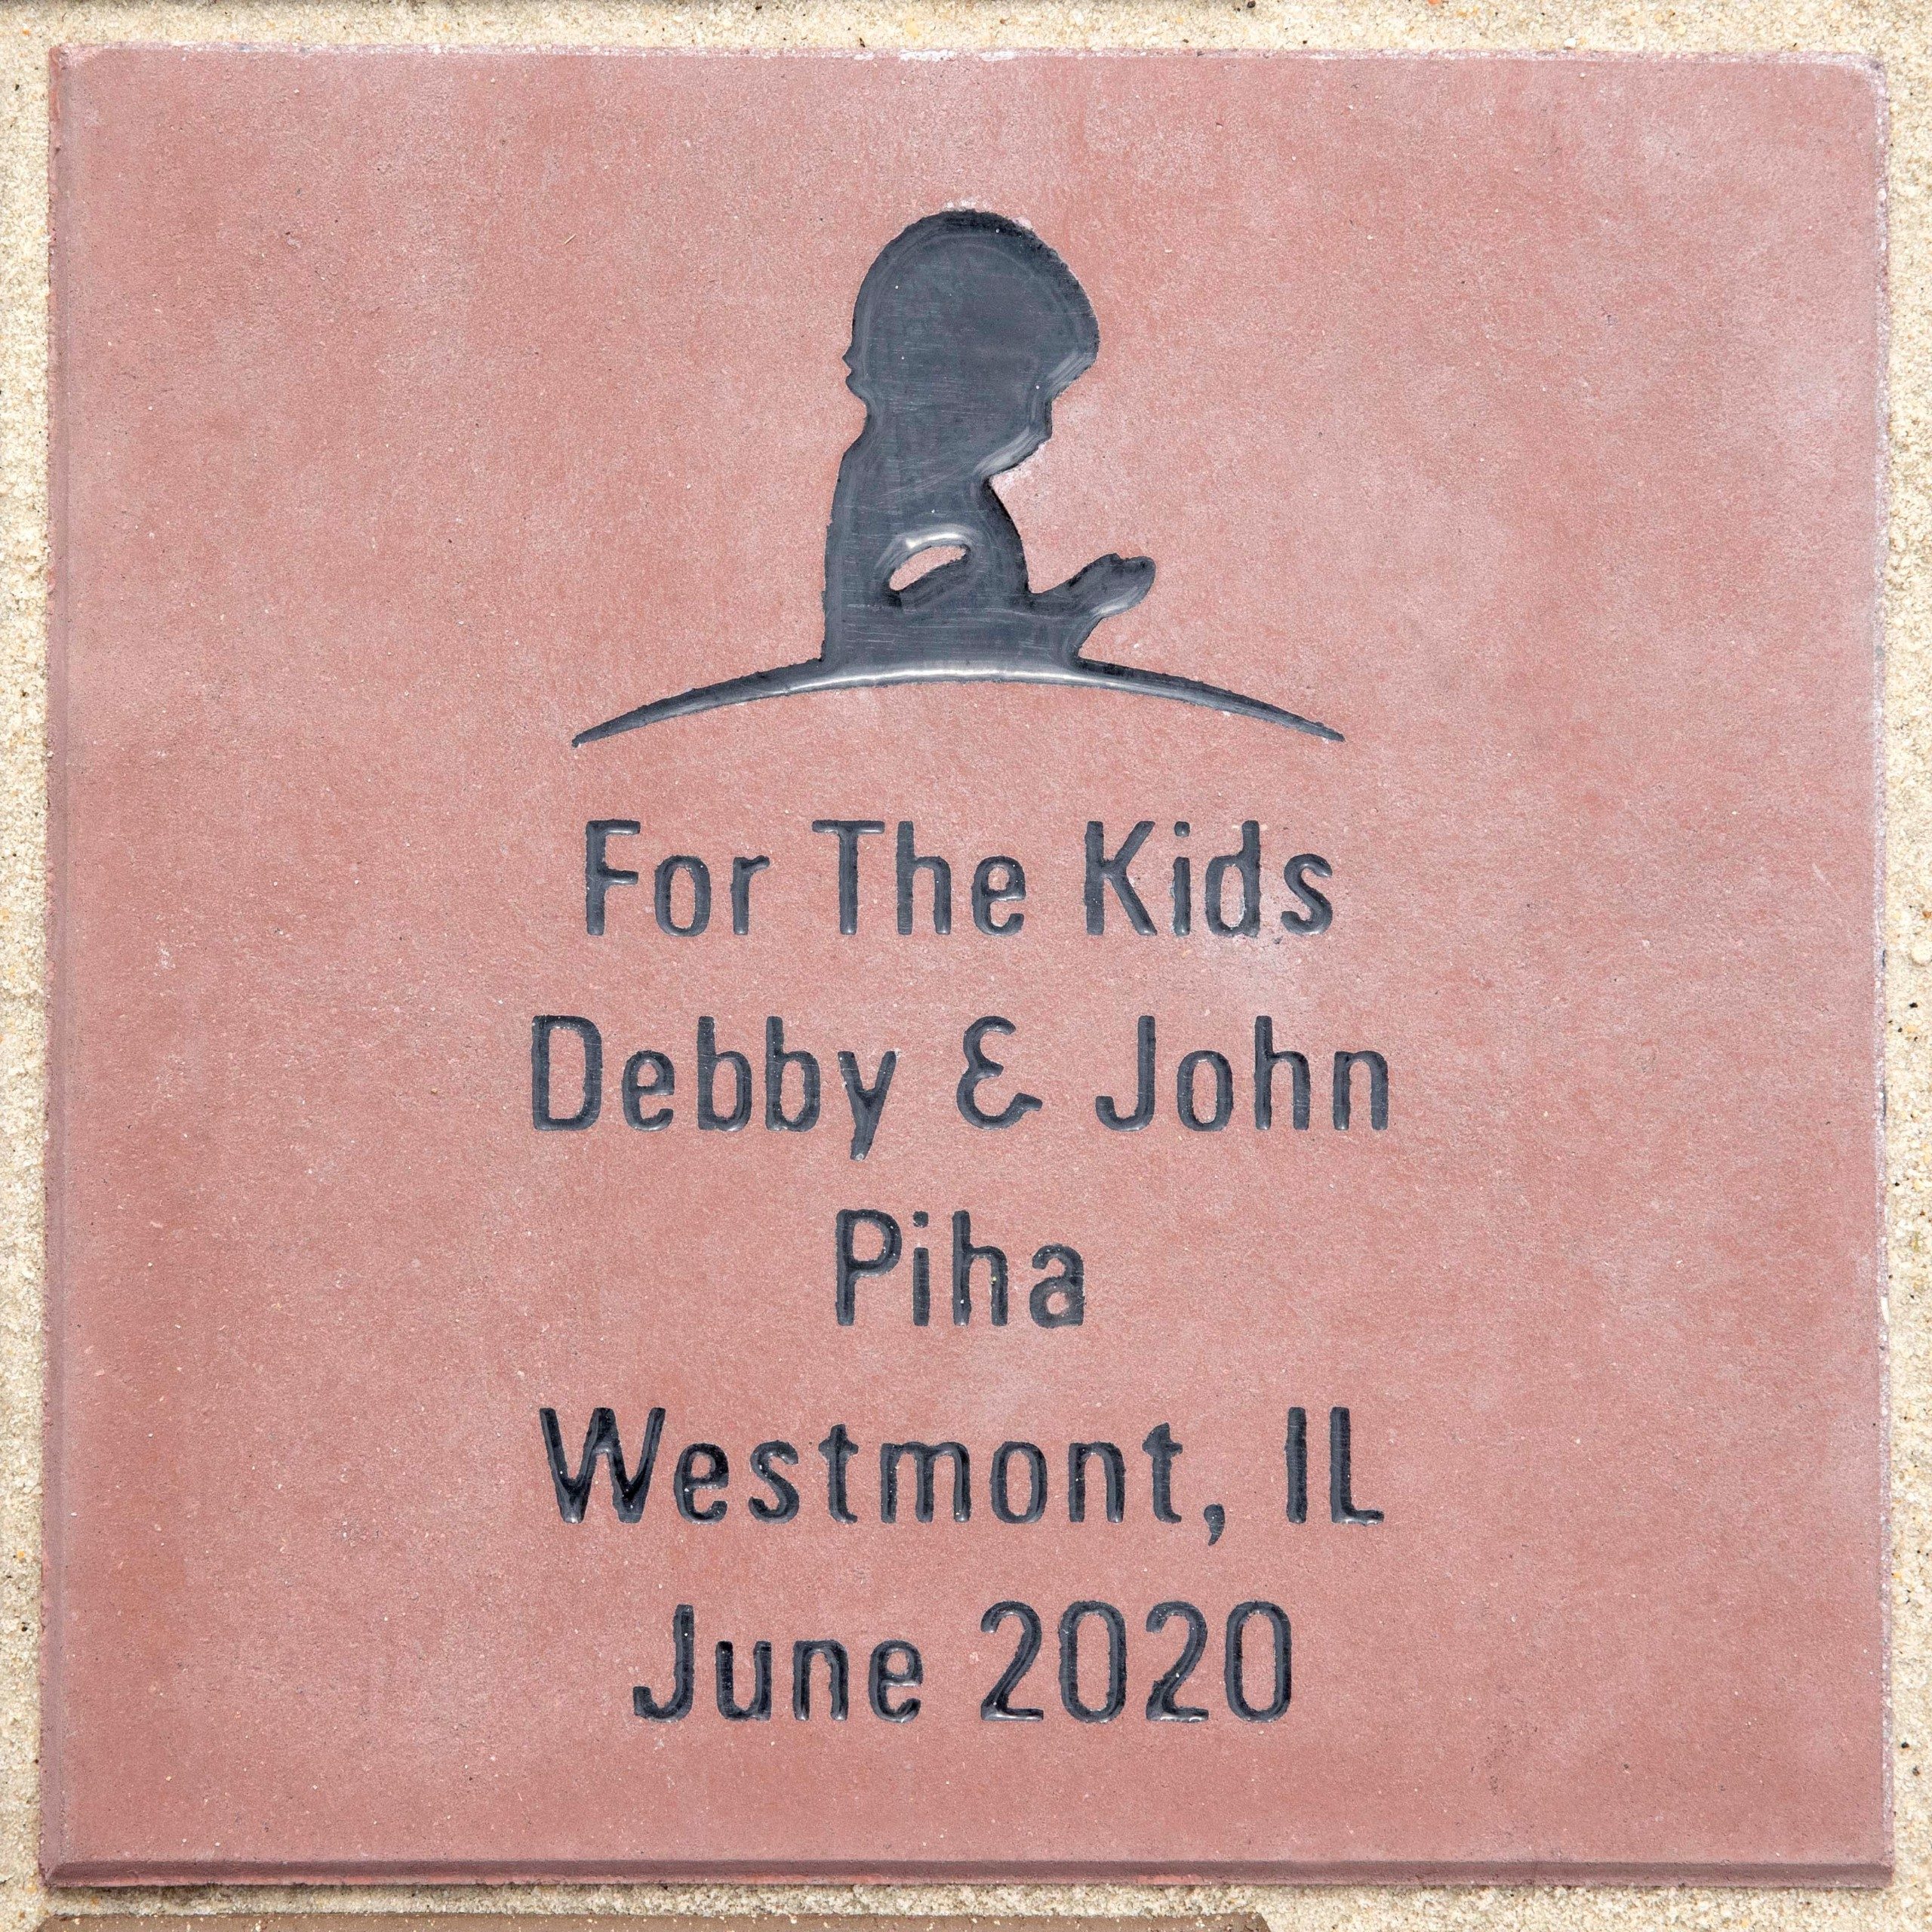 For The Kids
Debby & John
Piha
Westmont, IL
June 2020